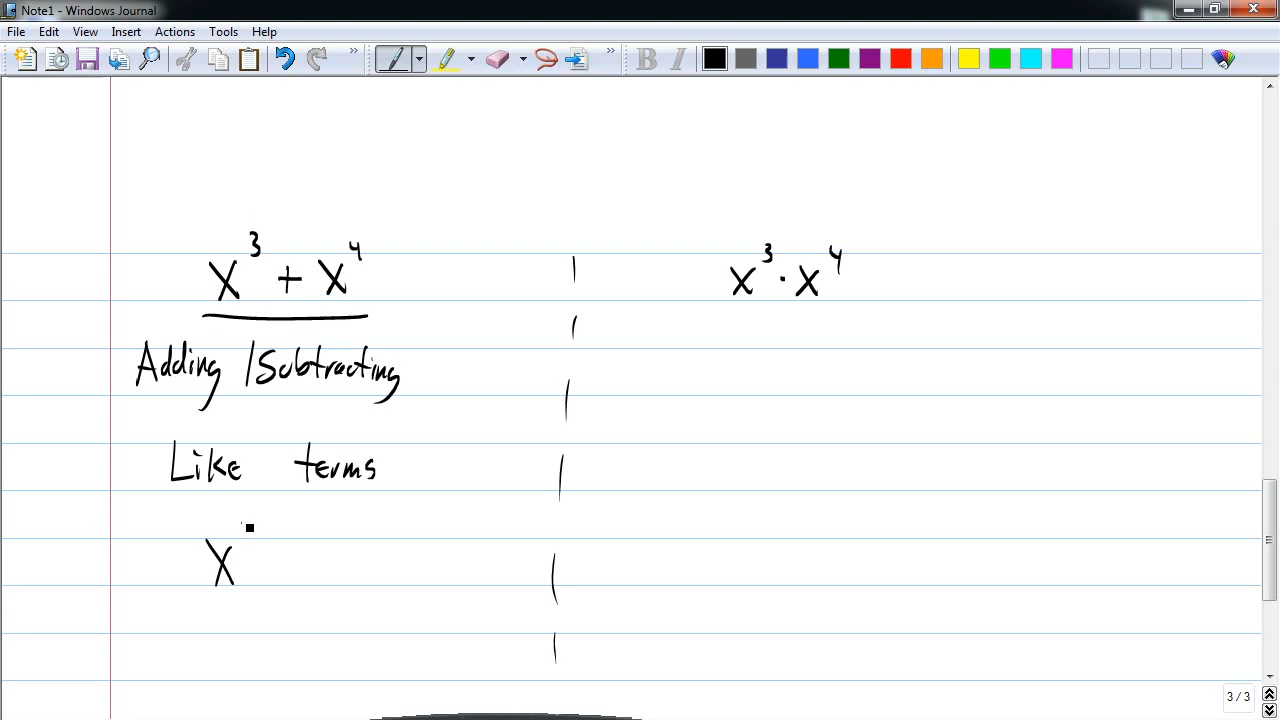 Note1 - Windows Journal
File Edit View Insert Actions Tools Help
B I
x³ + x⁴
x³ · x⁴
Adding /Subtracting
Like terms
x
3 / 3